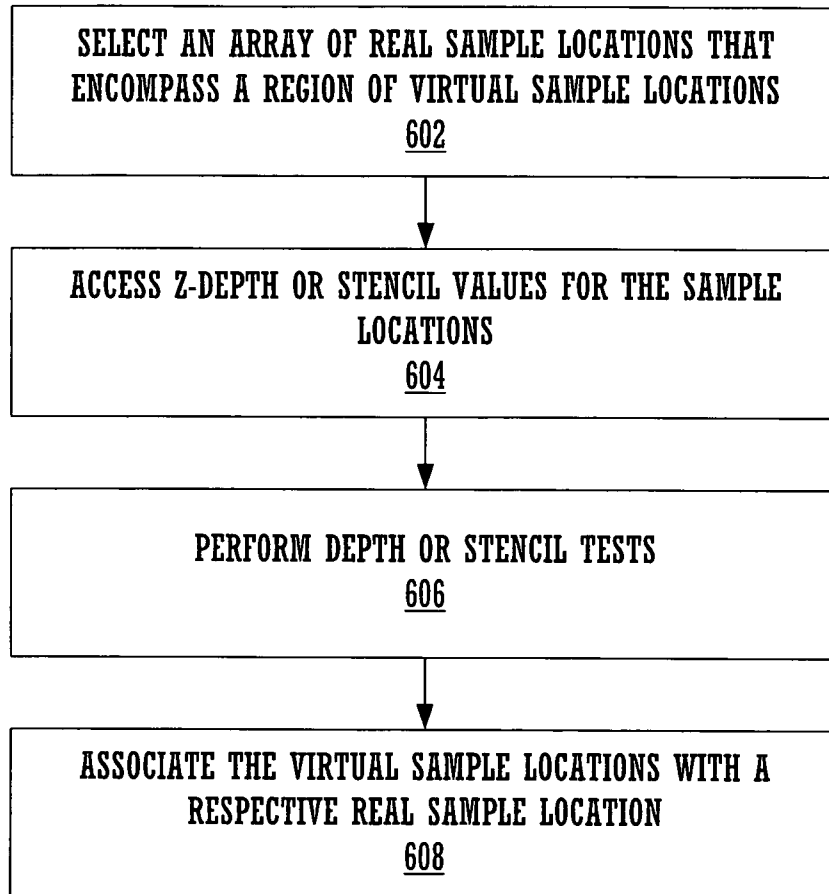 SELECT AN ARRAY OF REAL SAMPLE LOCATIONS THAT
ENCOMPASS A REGION OF VIRTUAL SAMPLE LOCATIONS
602
ACCESS Z-DEPTH OR STENCIL VALUES FOR THE SAMPLE
LOCATIONS
604
PERFORM DEPTH OR STENCIL TESTS
606
ASSOCIATE THE VIRTUAL SAMPLE LOCATIONS WITH A
RESPECTIVE REAL SAMPLE LOCATION
608